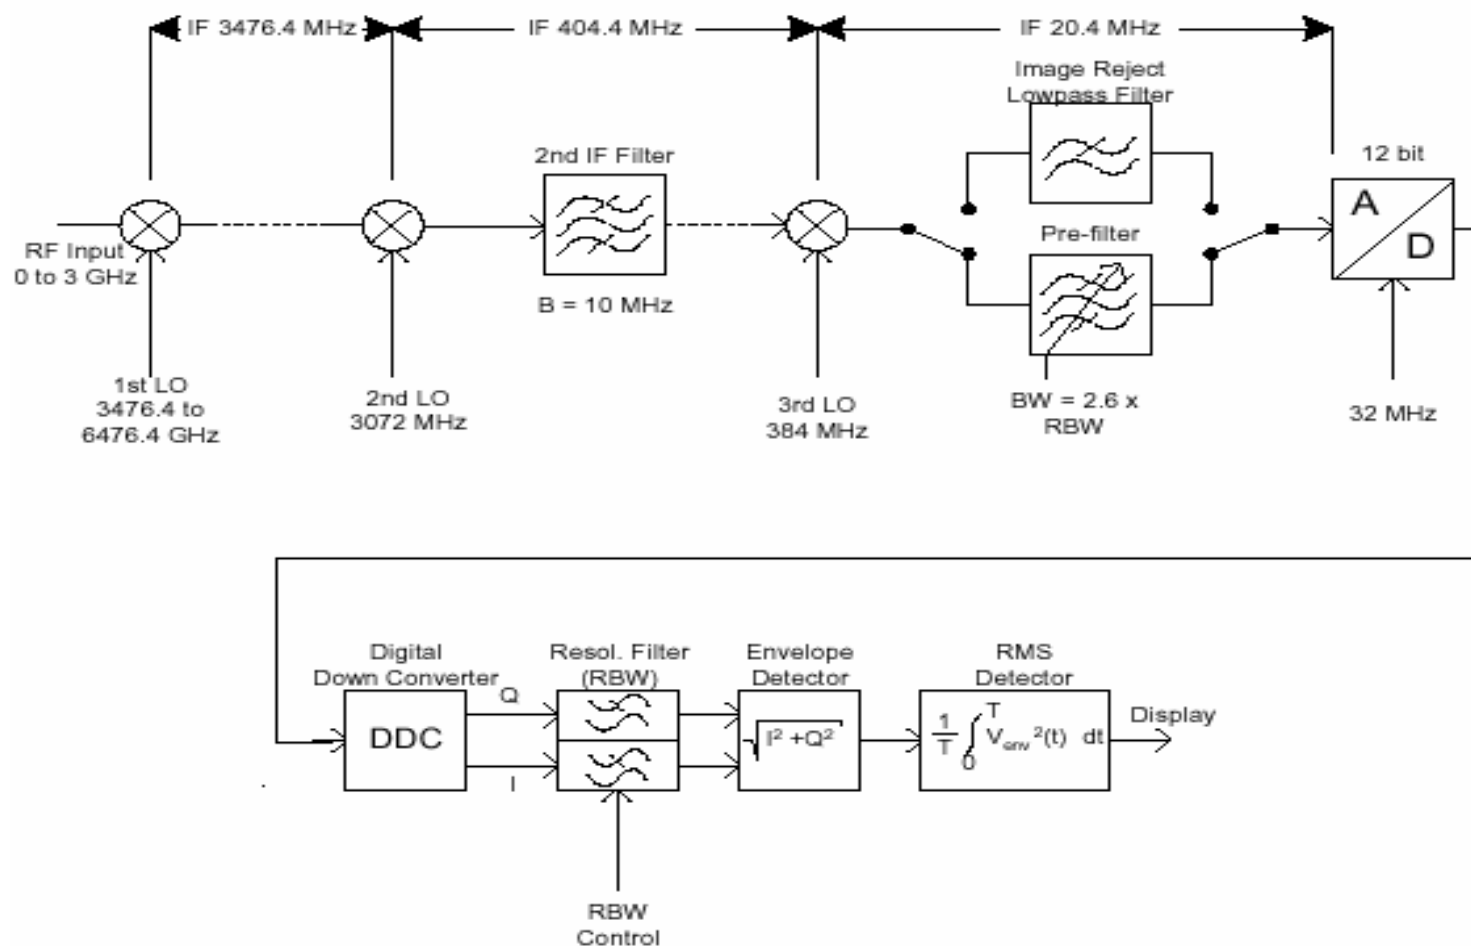 IF 3476.4 MHz
IF 404.4 MHz
IF 20.4 MHz
Image Reject
Lowpass Filter
2nd IF Filter
12 bit
A
D
RF Input
0 to 3 GHz
Pre-filter
B = 10 MHz
1st LO
3476.4 to
6476.4 GHz
2nd LO
3072 MHz
3rd LO
384 MHz
BW = 2.6 x
RBW
32 MHz
Digital
Down Converter
Resol. Filter
(RBW)
Envelope
Detector
RMS
Detector
Q
I
DDC
√I² +Q²
1/T ∫₀ᵀ Venv²(t) dt
Display
RBW
Control